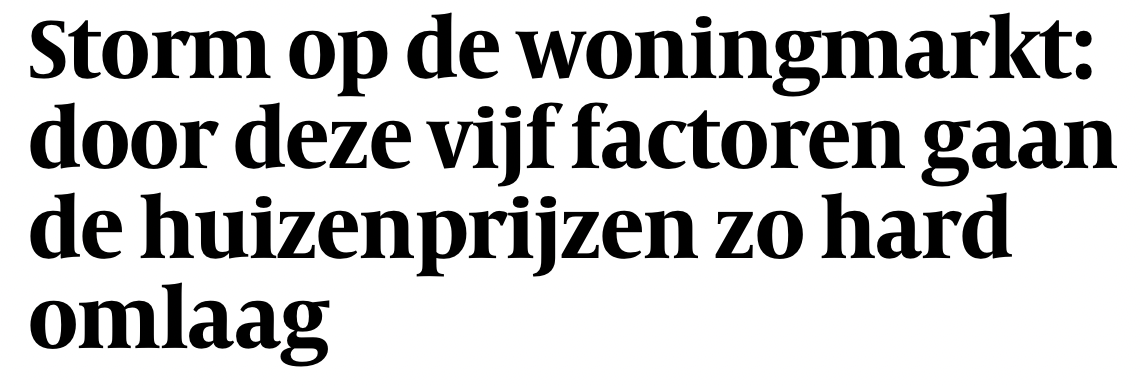 Storm op de woningmarkt:
door deze vijf factoren gaan
de huizenprijzen zo hard
omlaag